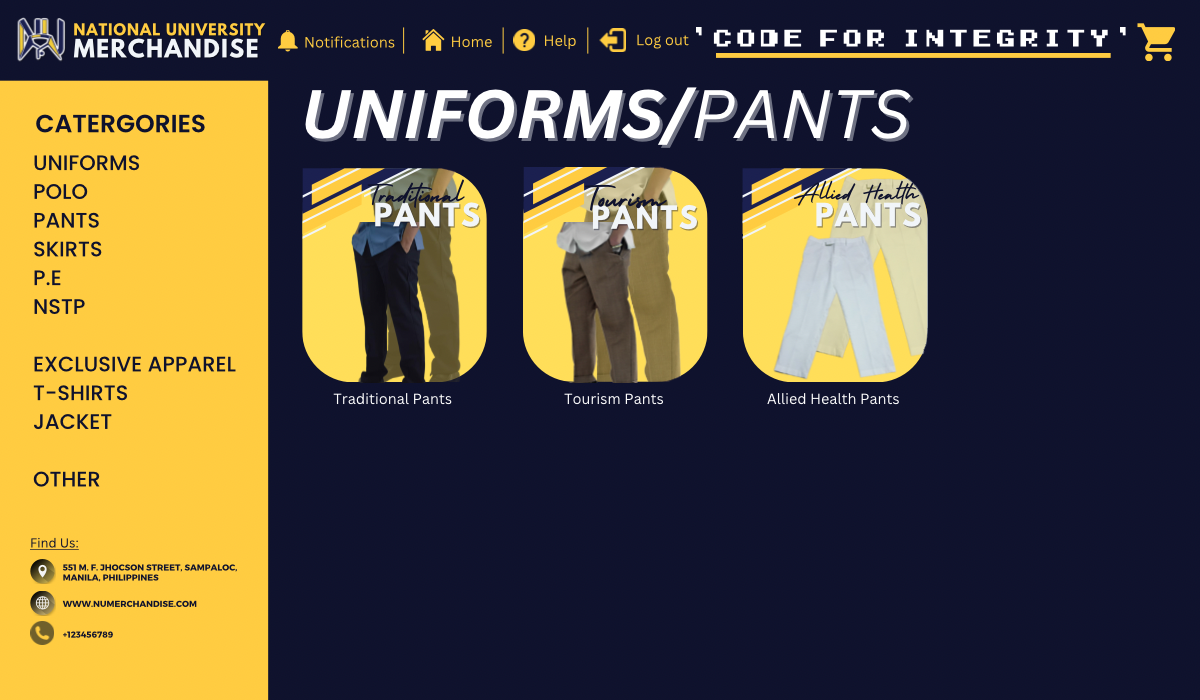 NATIONAL UNIVERSITY
MERCHANDISE
Notifications
Home
Help
Log out
'CODE FOR INTEGRITY'
CATERGORIES
UNIFORMS
POLO
PANTS
SKIRTS
P.E
NSTP
EXCLUSIVE APPAREL
T-SHIRTS
JACKET
OTHER
Find Us:
551 M. F. JHOCSON STREET, SAMPALOC,
MANILA, PHILIPPINES
WWW.NUMERCHANDISE.COM
+123456789
UNIFORMS/PANTS
Traditional
PANTS
Traditional Pants
Tourism
PANTS
Tourism Pants
Allied Health
PANTS
Allied Health Pants